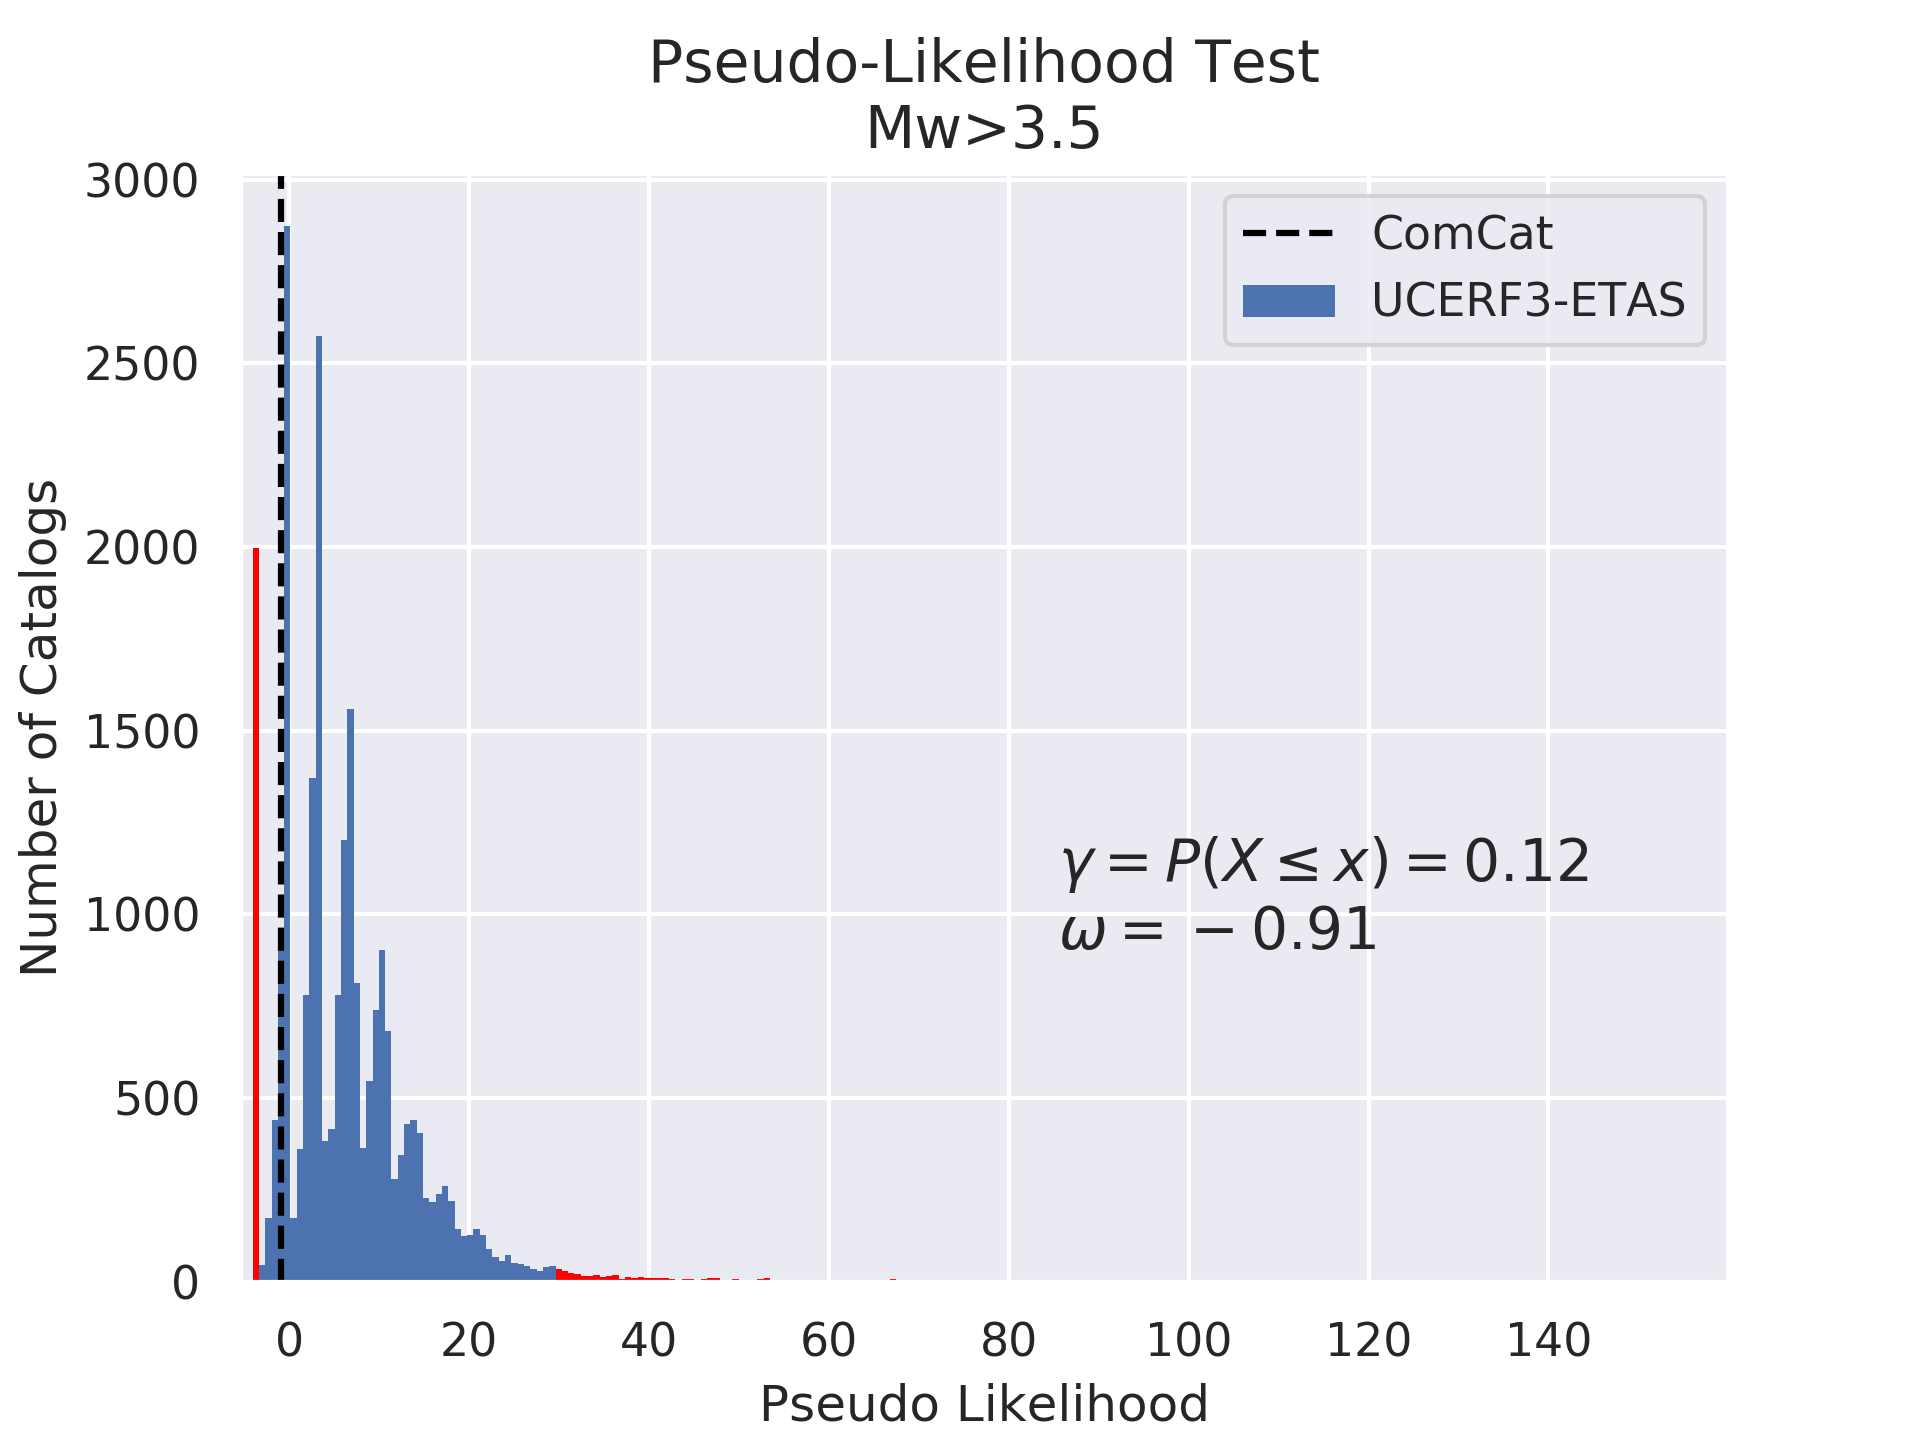 Pseudo-Likelihood Test
Mw>3.5
3000
2500
2000
1500
1000
500
0
Number of Catalogs
ComCat
UCERF3-ETAS
γ = P(X ≤ x) = 0.12
ω = − 0.91
0 20 40 60 80 100 120 140
Pseudo Likelihood